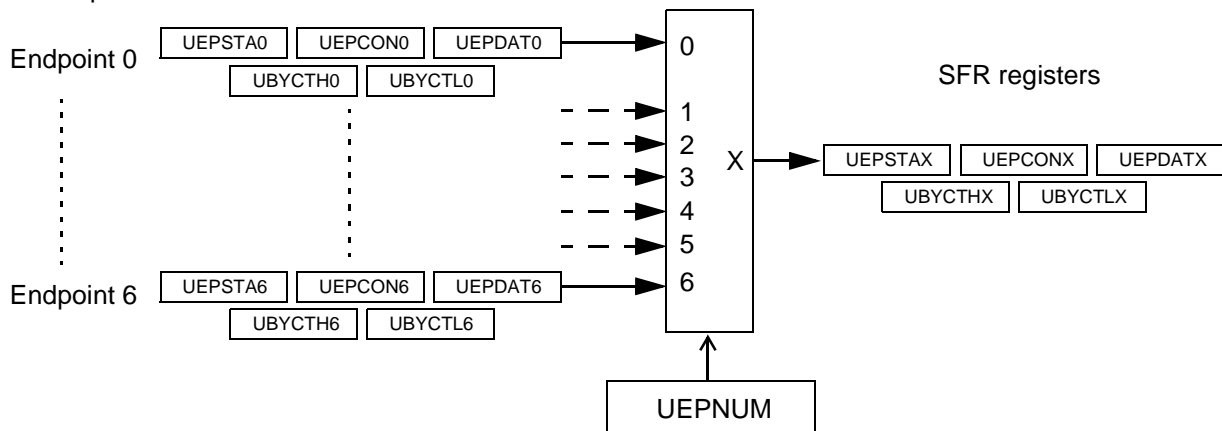 Endpoint 0
UEPSTA0 UEPCON0 UEPDAT0
UBYCTH0 UBYCTL0
0
1
2
3
4
5
6
X
SFR registers
UEPSTAX UEPCONX UEPDATX
UBYCTHX UBYCTLX
Endpoint 6
UEPSTA6 UEPCON6 UEPDAT6
UBYCTH6 UBYCTL6
UEPNUM